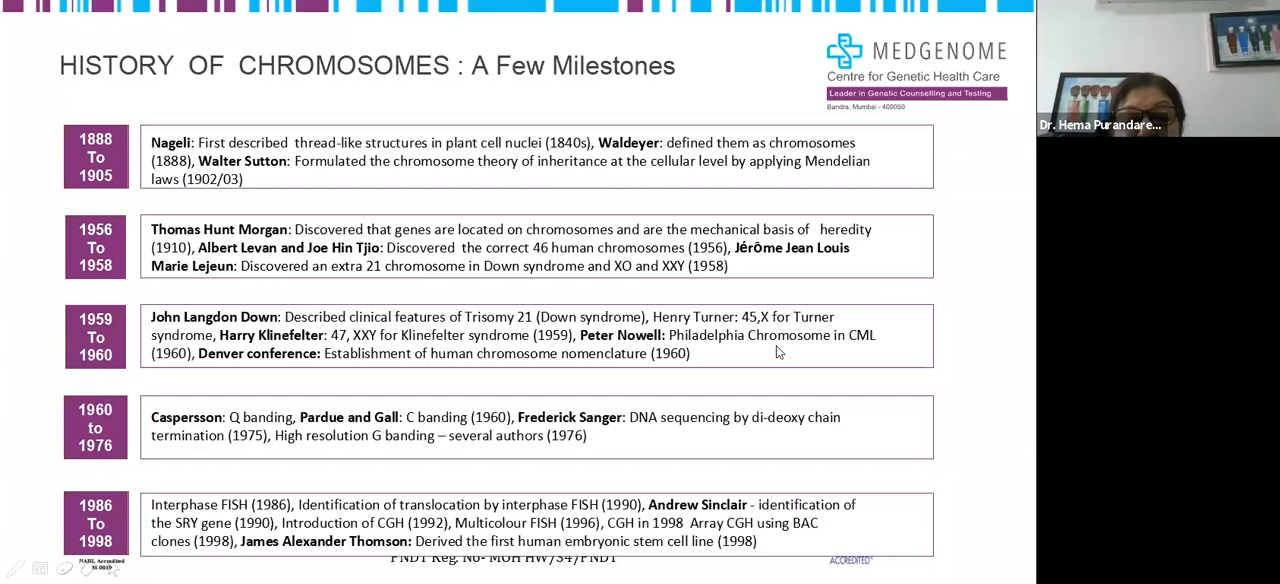 HISTORY OF CHROMOSOMES : A Few Milestones
MEDGENOME
Centre for Genetic Health Care
Leader in Genetic Counselling and Testing
Bandra, Mumbai - 400050
Dr. Hema Purandare...
1888
To
1905
Nageli: First described thread-like structures in plant cell nuclei (1840s), Waldeyer: defined them as chromosomes
(1888), Walter Sutton: Formulated the chromosome theory of inheritance at the cellular level by applying Mendelian
laws (1902/03)
1956
To
1958
Thomas Hunt Morgan: Discovered that genes are located on chromosomes and are the mechanical basis of heredity
(1910), Albert Levan and Joe Hin Tjio: Discovered the correct 46 human chromosomes (1956), Jérôme Jean Louis
Marie Lejeun: Discovered an extra 21 chromosome in Down syndrome and XO and XXY (1958)
1959
To
1960
John Langdon Down: Described clinical features of Trisomy 21 (Down syndrome), Henry Turner: 45,X for Turner
syndrome, Harry Klinefelter: 47, XXY for Klinefelter syndrome (1959), Peter Nowell: Philadelphia Chromosome in CML
(1960), Denver conference: Establishment of human chromosome nomenclature (1960)
1960
to
1976
Caspersson: Q banding, Pardue and Gall: C banding (1960), Frederick Sanger: DNA sequencing by di-deoxy chain
termination (1975), High resolution G banding – several authors (1976)
1986
To
1998
Interphase FISH (1986), Identification of translocation by interphase FISH (1990), Andrew Sinclair - identification of
the SRY gene (1990), Introduction of CGH (1992), Multicolour FISH (1996), CGH in 1998 Array CGH using BAC
clones (1998), James Alexander Thomson: Derived the first human embryonic stem cell line (1998)
NABL Accredited
PNDT Reg. No- MOH HW/34/PNDT
ACCREDITED